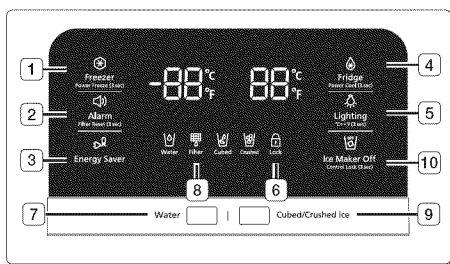 1
Freezer
Power Freeze (3sec)
2
Alarm
Filter Reset (3sec)
3
Energy Saver
-88 °C °F
88 °C °F
4
Fridge
Power Cool (3sec)
5
Lighting
°C↔°F (3sec)
10
OFF
Ice Maker Off
Control Lock (3sec)
Water
Filter
Cubed
Crushed
Lock
8
6
7
Water
|
Cubed/Crushed Ice
9